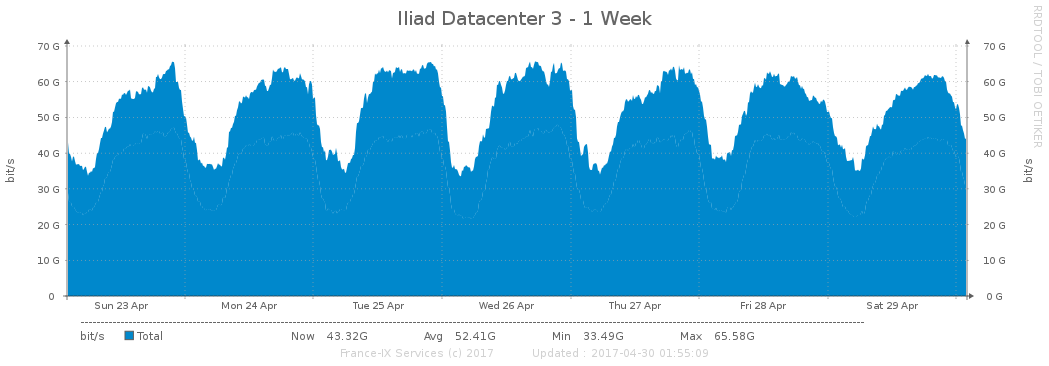 Iliad Datacenter 3 - 1 Week
RRDTOOL / TOBI OETIKER
bit/s
70 G 70 G
60 G 60 G
50 G 50 G
40 G 40 G
30 G 30 G
20 G 20 G
10 G 10 G
0 0 G
bit/s
Sun 23 Apr Mon 24 Apr Tue 25 Apr Wed 26 Apr Thu 27 Apr Fri 28 Apr Sat 29 Apr
bit/s Total Now 43.32G Avg 52.41G Min 33.49G Max 65.58G
France-IX Services (c) 2017 Updated : 2017-04-30 01:55:09